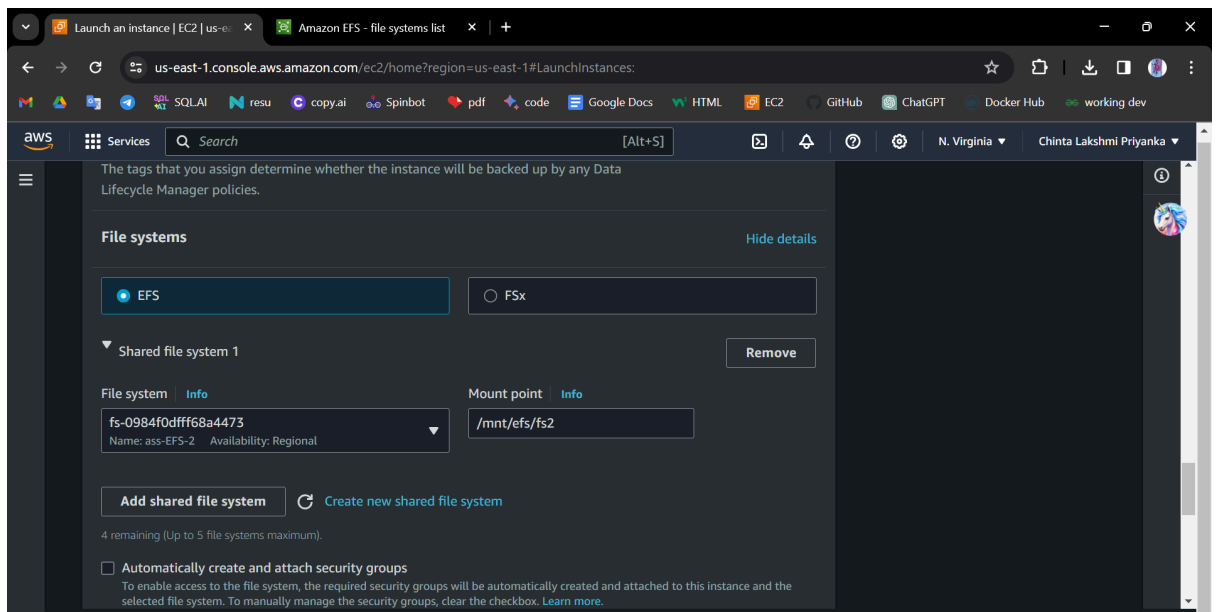 Launch an instance | EC2 | us-ea
Amazon EFS - file systems list
us-east-1.console.aws.amazon.com/ec2/home?region=us-east-1#LaunchInstances:
SQL SQL.AI resu copy.ai Spinbot pdf code Google Docs HTML EC2 GitHub ChatGPT Docker Hub working dev
AI
aws Services Search [Alt+S] N. Virginia Chinta Lakshmi Priyanka
The tags that you assign determine whether the instance will be backed up by any Data
Lifecycle Manager policies.
File systems Hide details
EFS FSx
Shared file system 1 Remove
File system Info Mount point Info
fs-0984f0dfff68a4473 /mnt/efs/fs2
Name: ass-EFS-2 Availability: Regional
Add shared file system Create new shared file system
4 remaining (Up to 5 file systems maximum).
Automatically create and attach security groups
To enable access to the file system, the required security groups will be automatically created and attached to this instance and the
selected file system. To manually manage the security groups, clear the checkbox. Learn more.